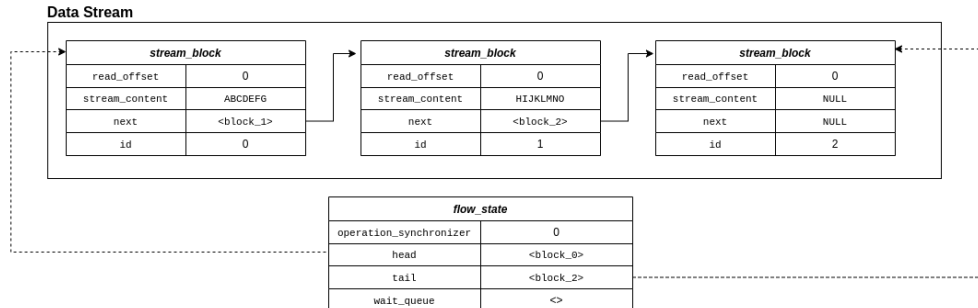 Data Stream
stream_block
read_offset 0
stream_content ABCDEFG
next <block_1>
id 0
stream_block
read_offset 0
stream_content HIJKLMNO
next <block_2>
id 1
stream_block
read_offset 0
stream_content NULL
next NULL
id 2
flow_state
operation_synchronizer 0
head <block_0>
tail <block_2>
wait_queue <>